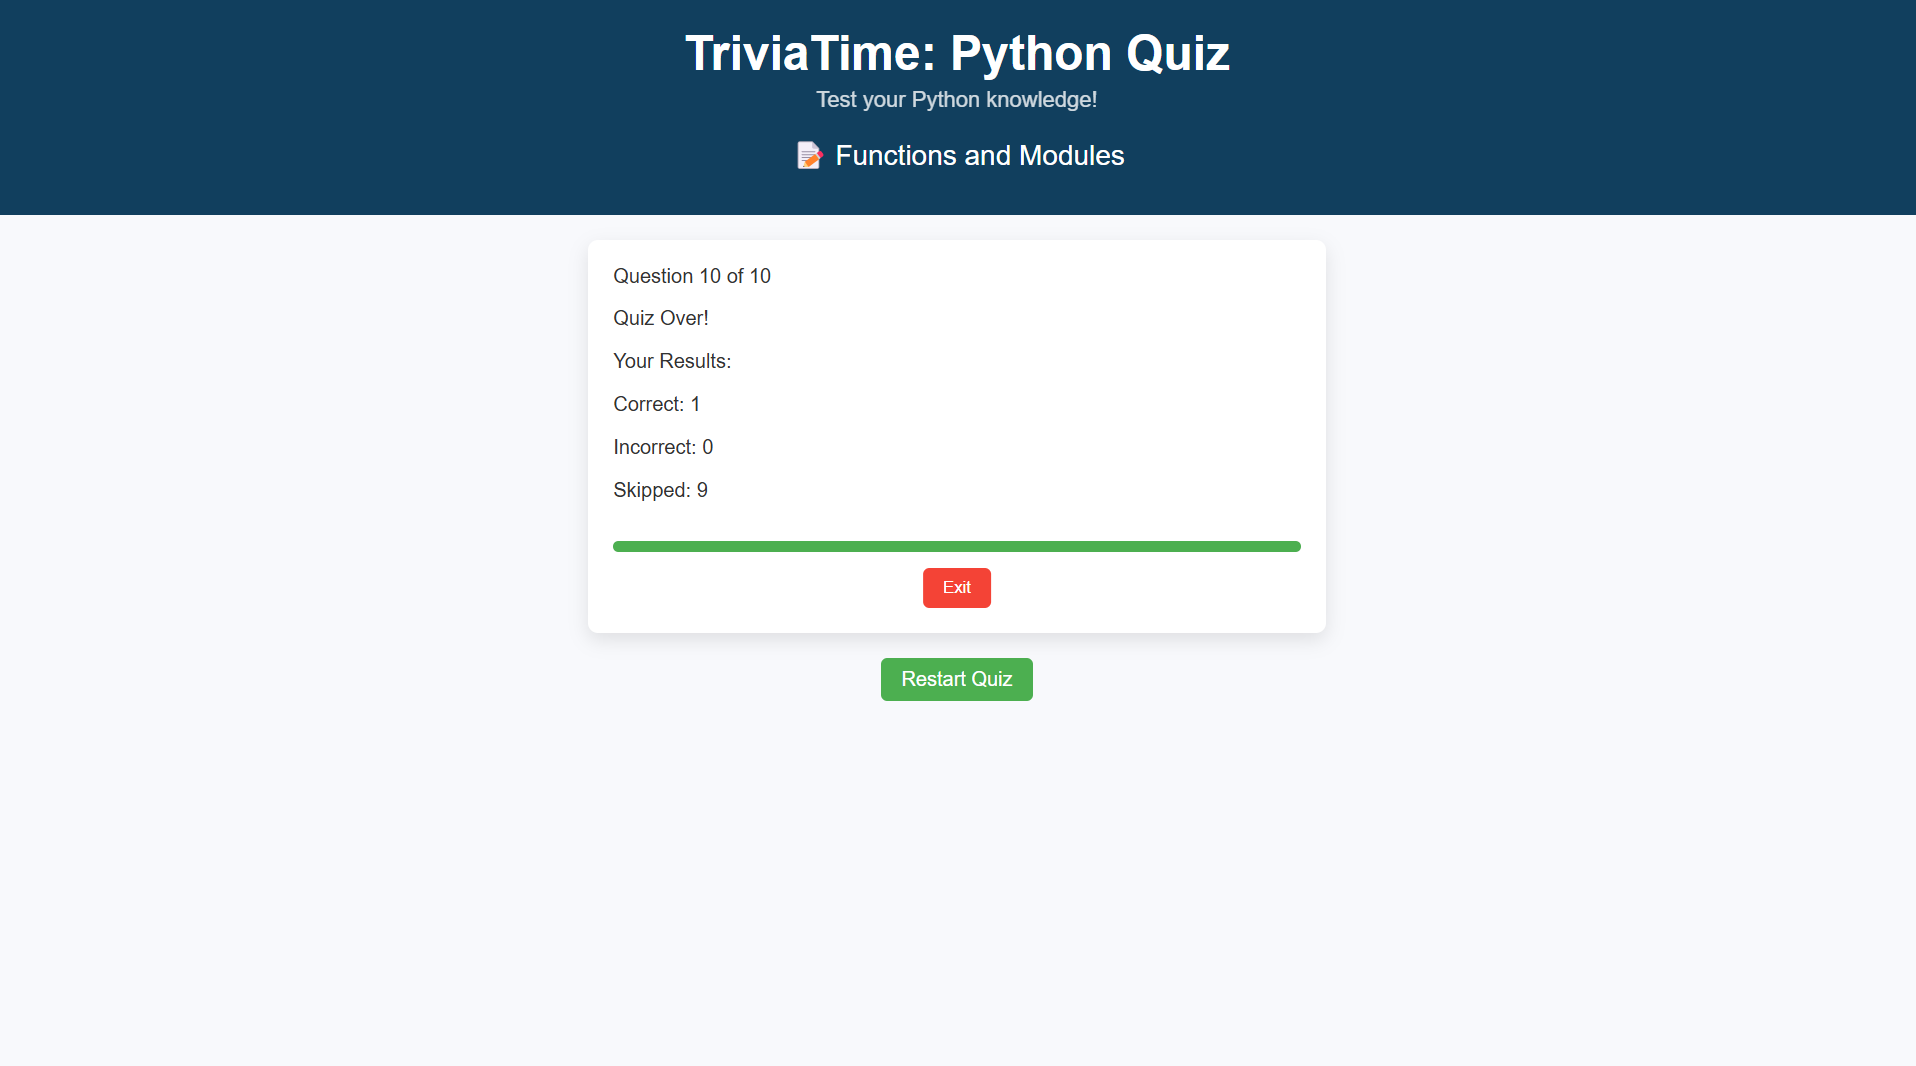 TriviaTime: Python Quiz
Test your Python knowledge!
📝 Functions and Modules
Question 10 of 10
Quiz Over!
Your Results:
Correct: 1
Incorrect: 0
Skipped: 9
Exit
Restart Quiz